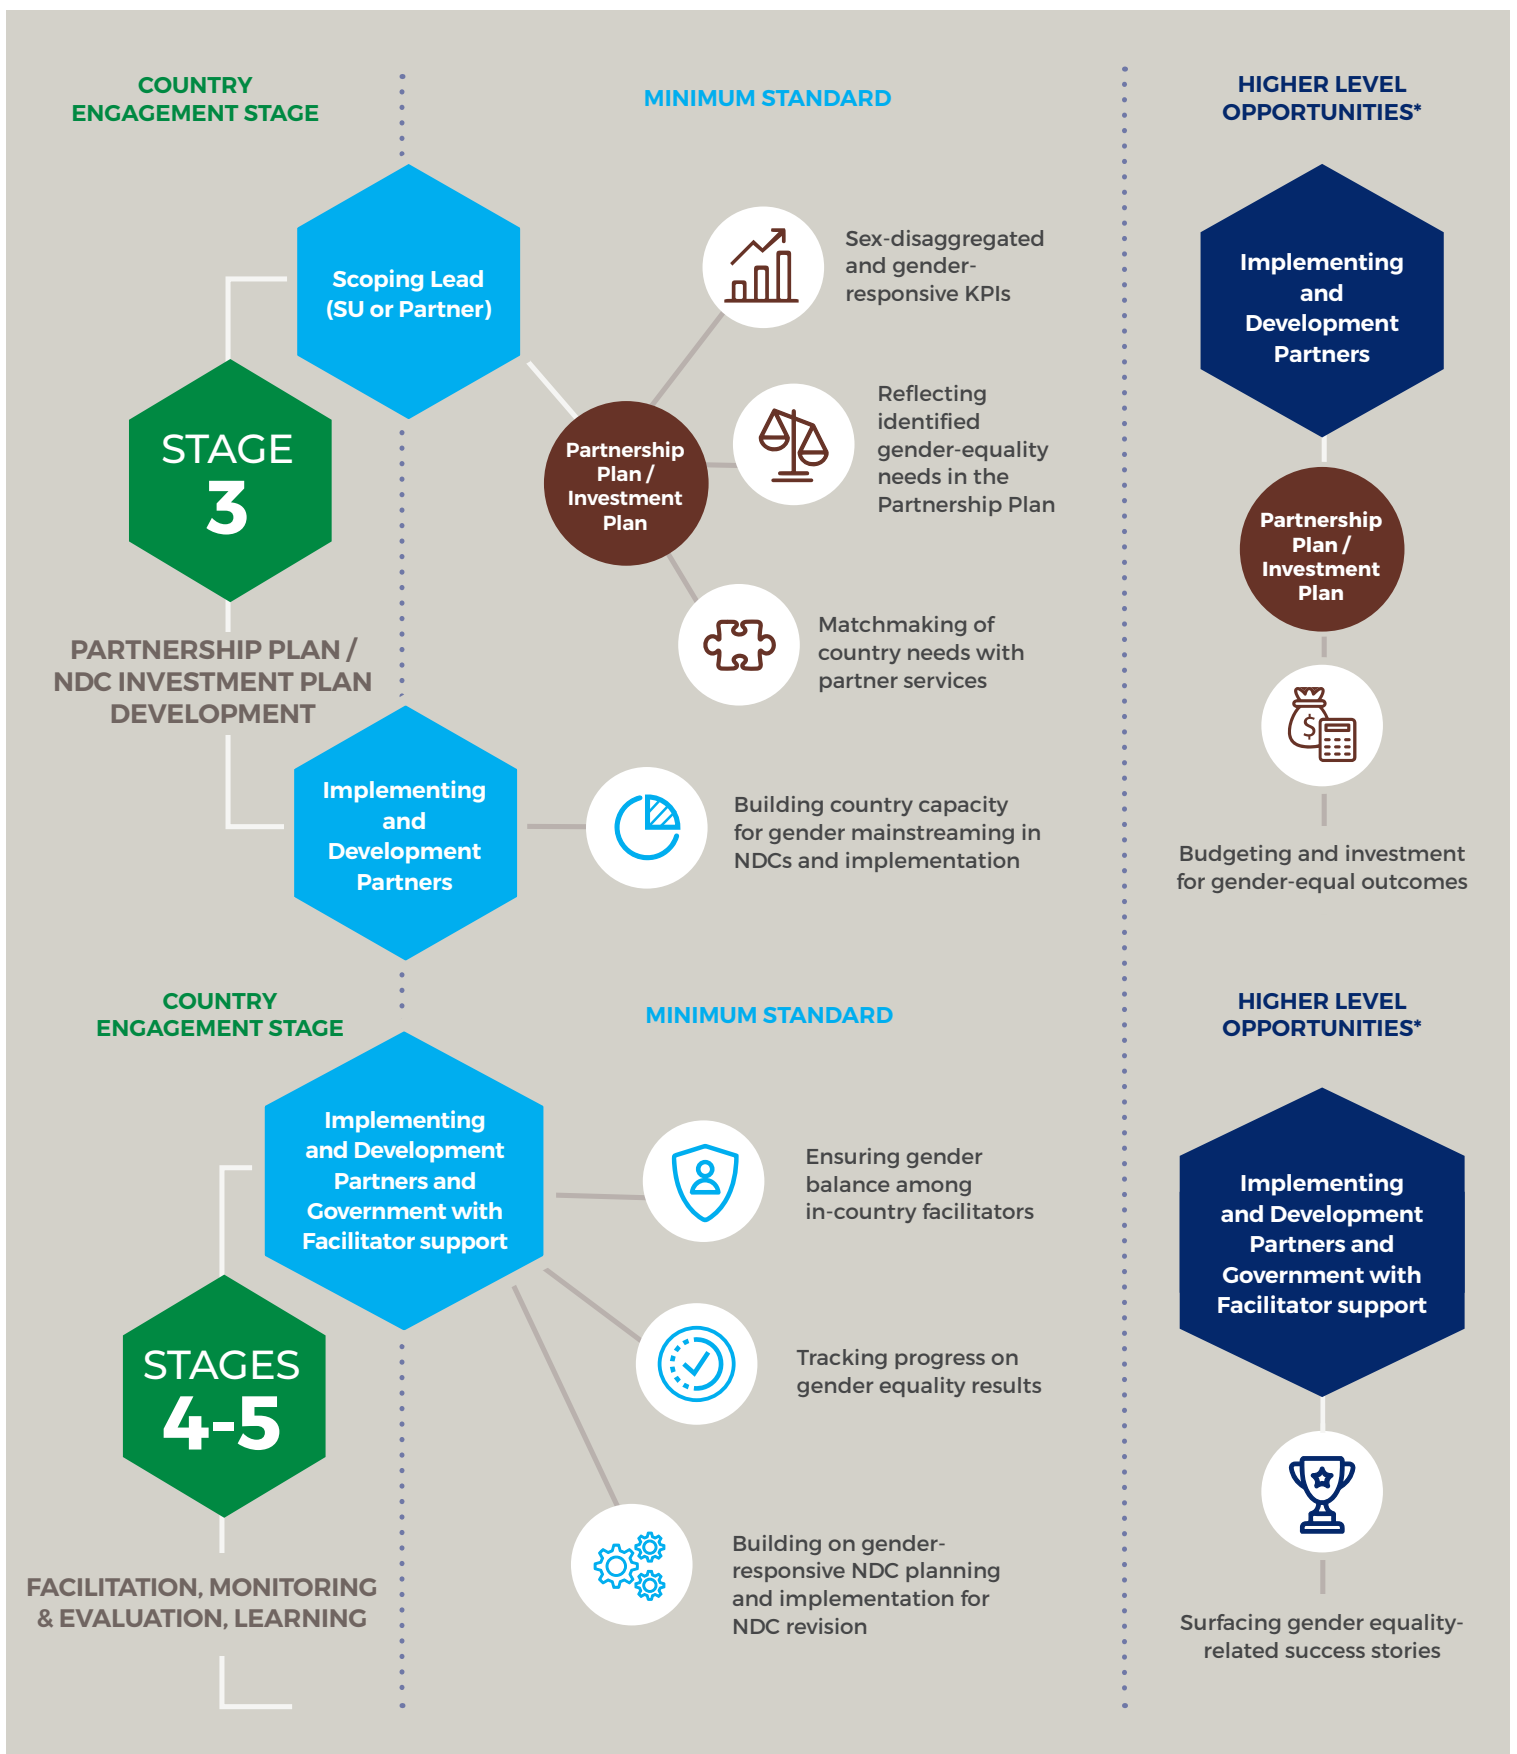 COUNTRY
ENGAGEMENT STAGE
MINIMUM STANDARD
HIGHER LEVEL
OPPORTUNITIES*
Scoping Lead
(SU or Partner)
STAGE
3
PARTNERSHIP PLAN /
NDC INVESTMENT PLAN
DEVELOPMENT
Partnership
Plan /
Investment
Plan
Sex-disaggregated
and gender-
responsive KPIs
Reflecting
identified
gender-equality
needs in the
Partnership Plan
Matchmaking of
country needs with
partner services
Implementing
and
Development
Partners
Building country capacity
for gender mainstreaming in
NDCs and implementation
Implementing
and
Development
Partners
Partnership
Plan /
Investment
Plan
$
Budgeting and investment
for gender-equal outcomes
COUNTRY
ENGAGEMENT STAGE
MINIMUM STANDARD
HIGHER LEVEL
OPPORTUNITIES*
Implementing
and Development
Partners and
Government with
Facilitator support
STAGES
4-5
FACILITATION, MONITORING
& EVALUATION, LEARNING
Ensuring gender
balance among
in-country facilitators
Tracking progress on
gender equality results
Building on gender-
responsive NDC planning
and implementation for
NDC revision
Implementing
and Development
Partners and
Government with
Facilitator support
Surfacing gender equality-
related success stories